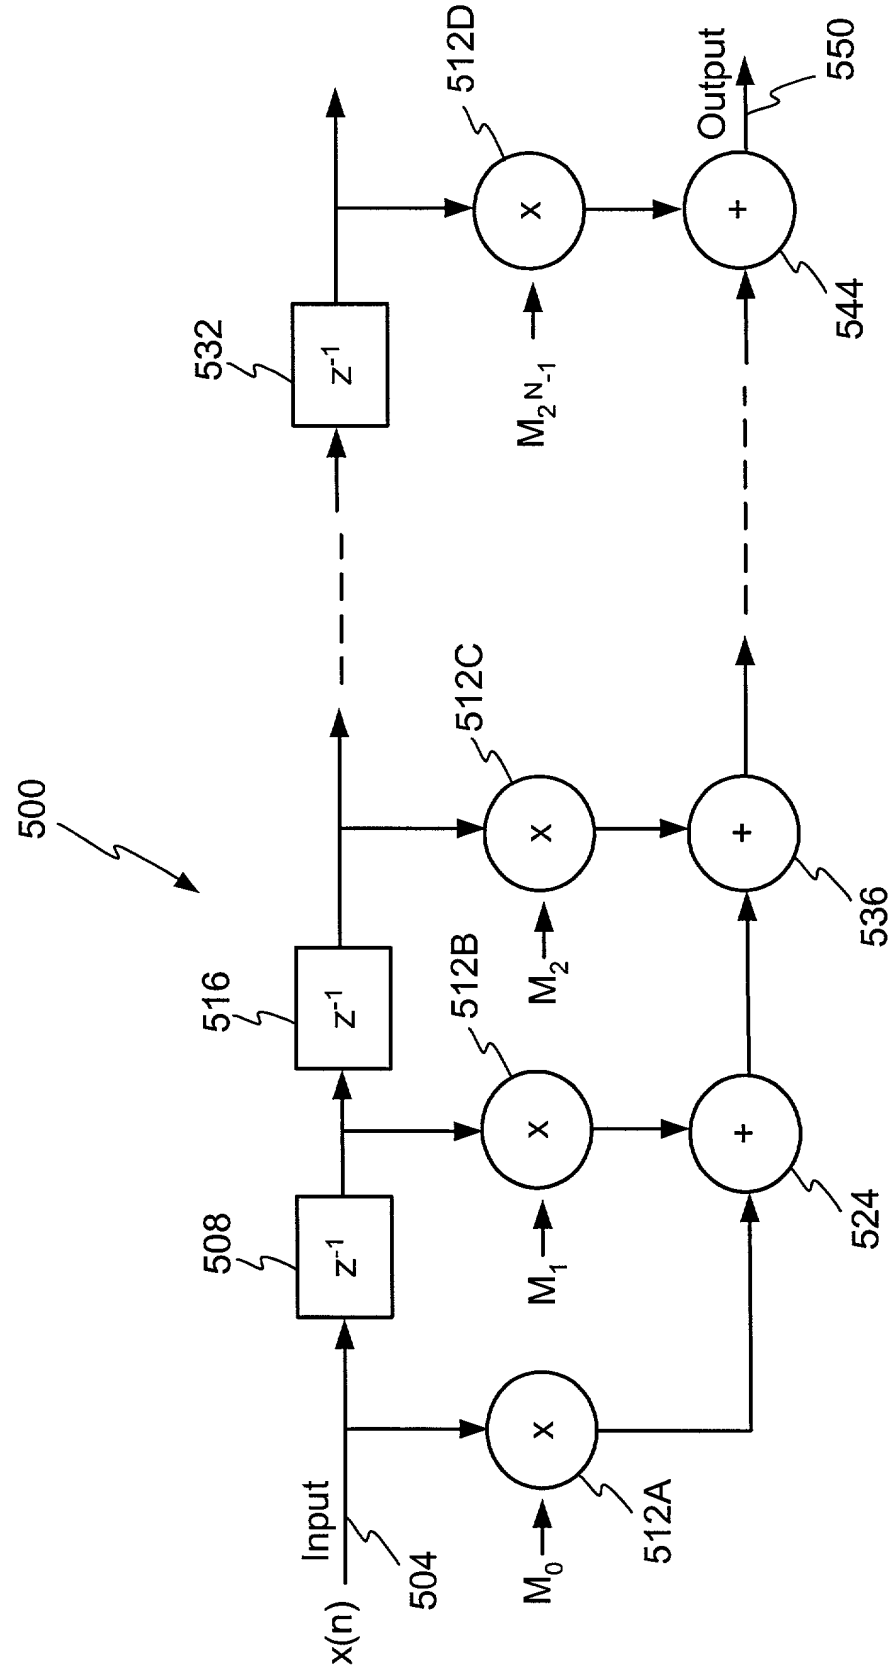 500
x(n)
Input
504
508
z⁻¹
516
z⁻¹
532
z⁻¹
M₀
x
512A
M₁
x
512B
M₂
x
512C
M₂ᴺ₋₁
x
512D
+
524
+
536
+
544
Output
550